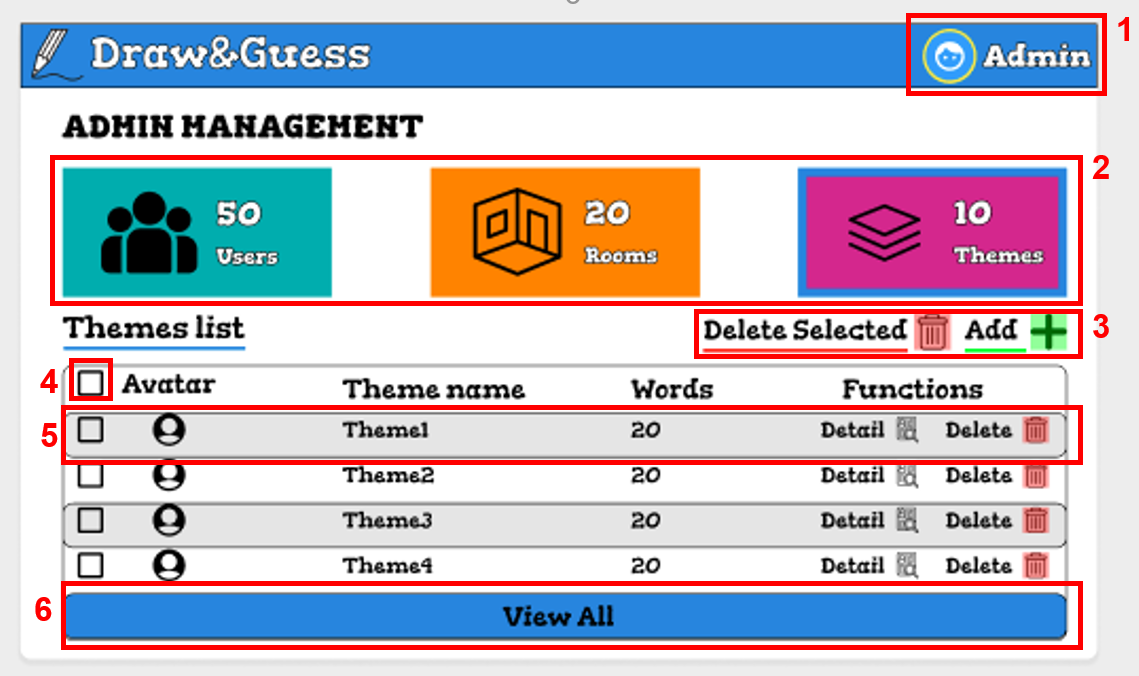 1
Draw&Guess
Admin
ADMIN MANAGEMENT
2
50
Users
20
Rooms
10
Themes
Themes list
Delete Selected
Add
3
4
Avatar
Theme name
Words
Functions
5
Theme1 20 Detail Delete
Theme2 20 Detail Delete
Theme3 20 Detail Delete
Theme4 20 Detail Delete
6
View All